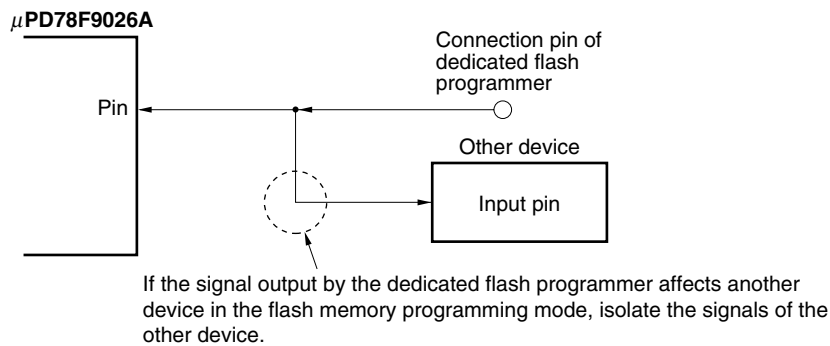 μPD78F9026A
Connection pin of
dedicated flash
programmer
Pin
Other device
Input pin
If the signal output by the dedicated flash programmer affects another
device in the flash memory programming mode, isolate the signals of the
other device.